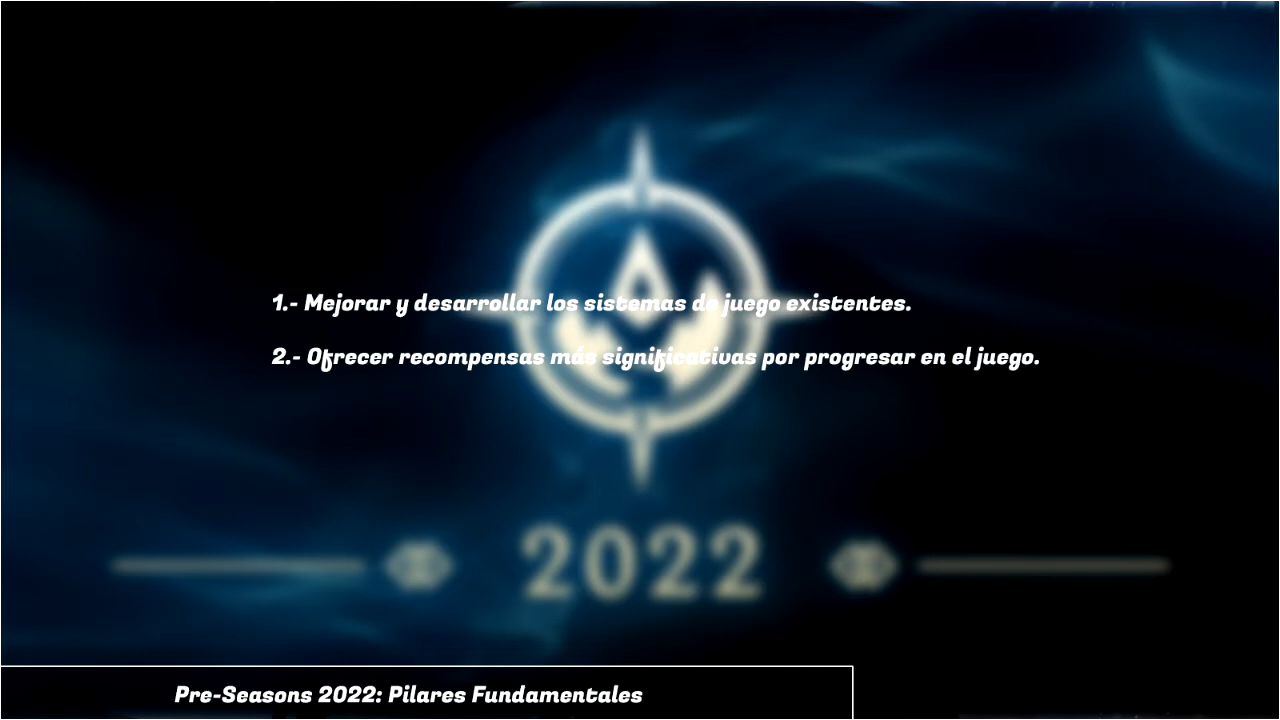 1.- Mejorar y desarrollar los sistemas de juego existentes.
2.- Ofrecer recompensas más significativas por progresar en el juego.
2022
Pre-Seasons 2022: Pilares Fundamentales